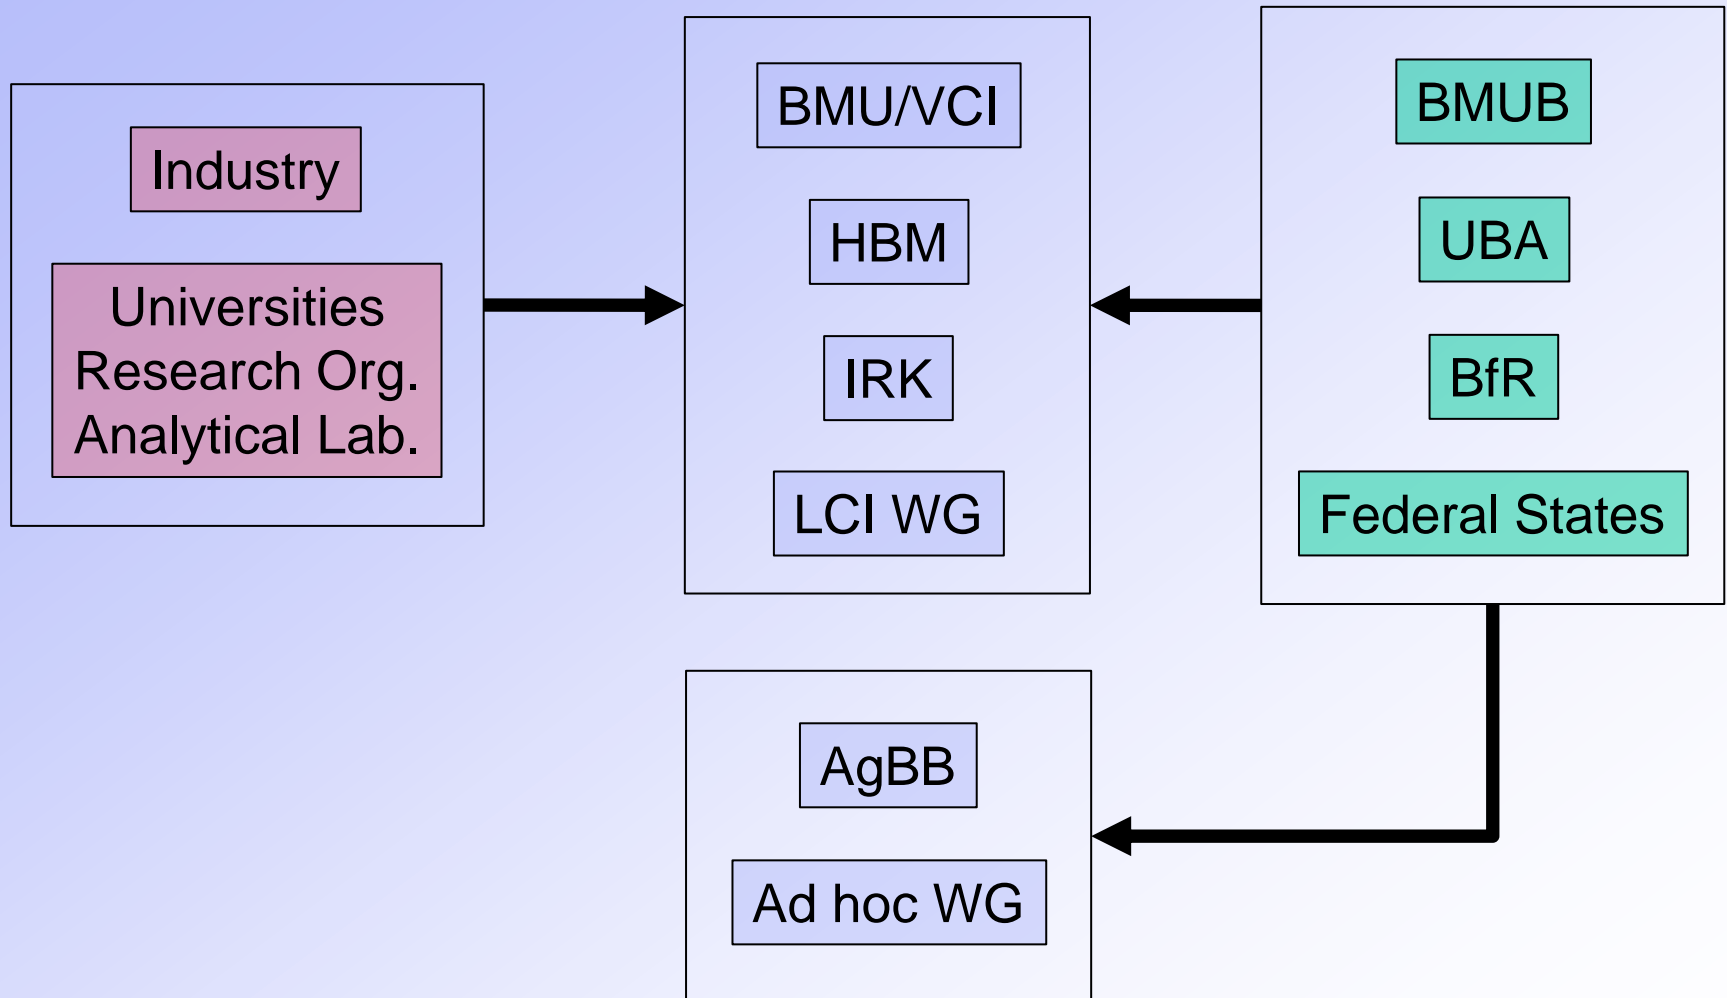 Industry
Universities
Research Org.
Analytical Lab.
BMU/VCI
HBM
IRK
LCI WG
BMUB
UBA
BfR
Federal States
AgBB
Ad hoc WG